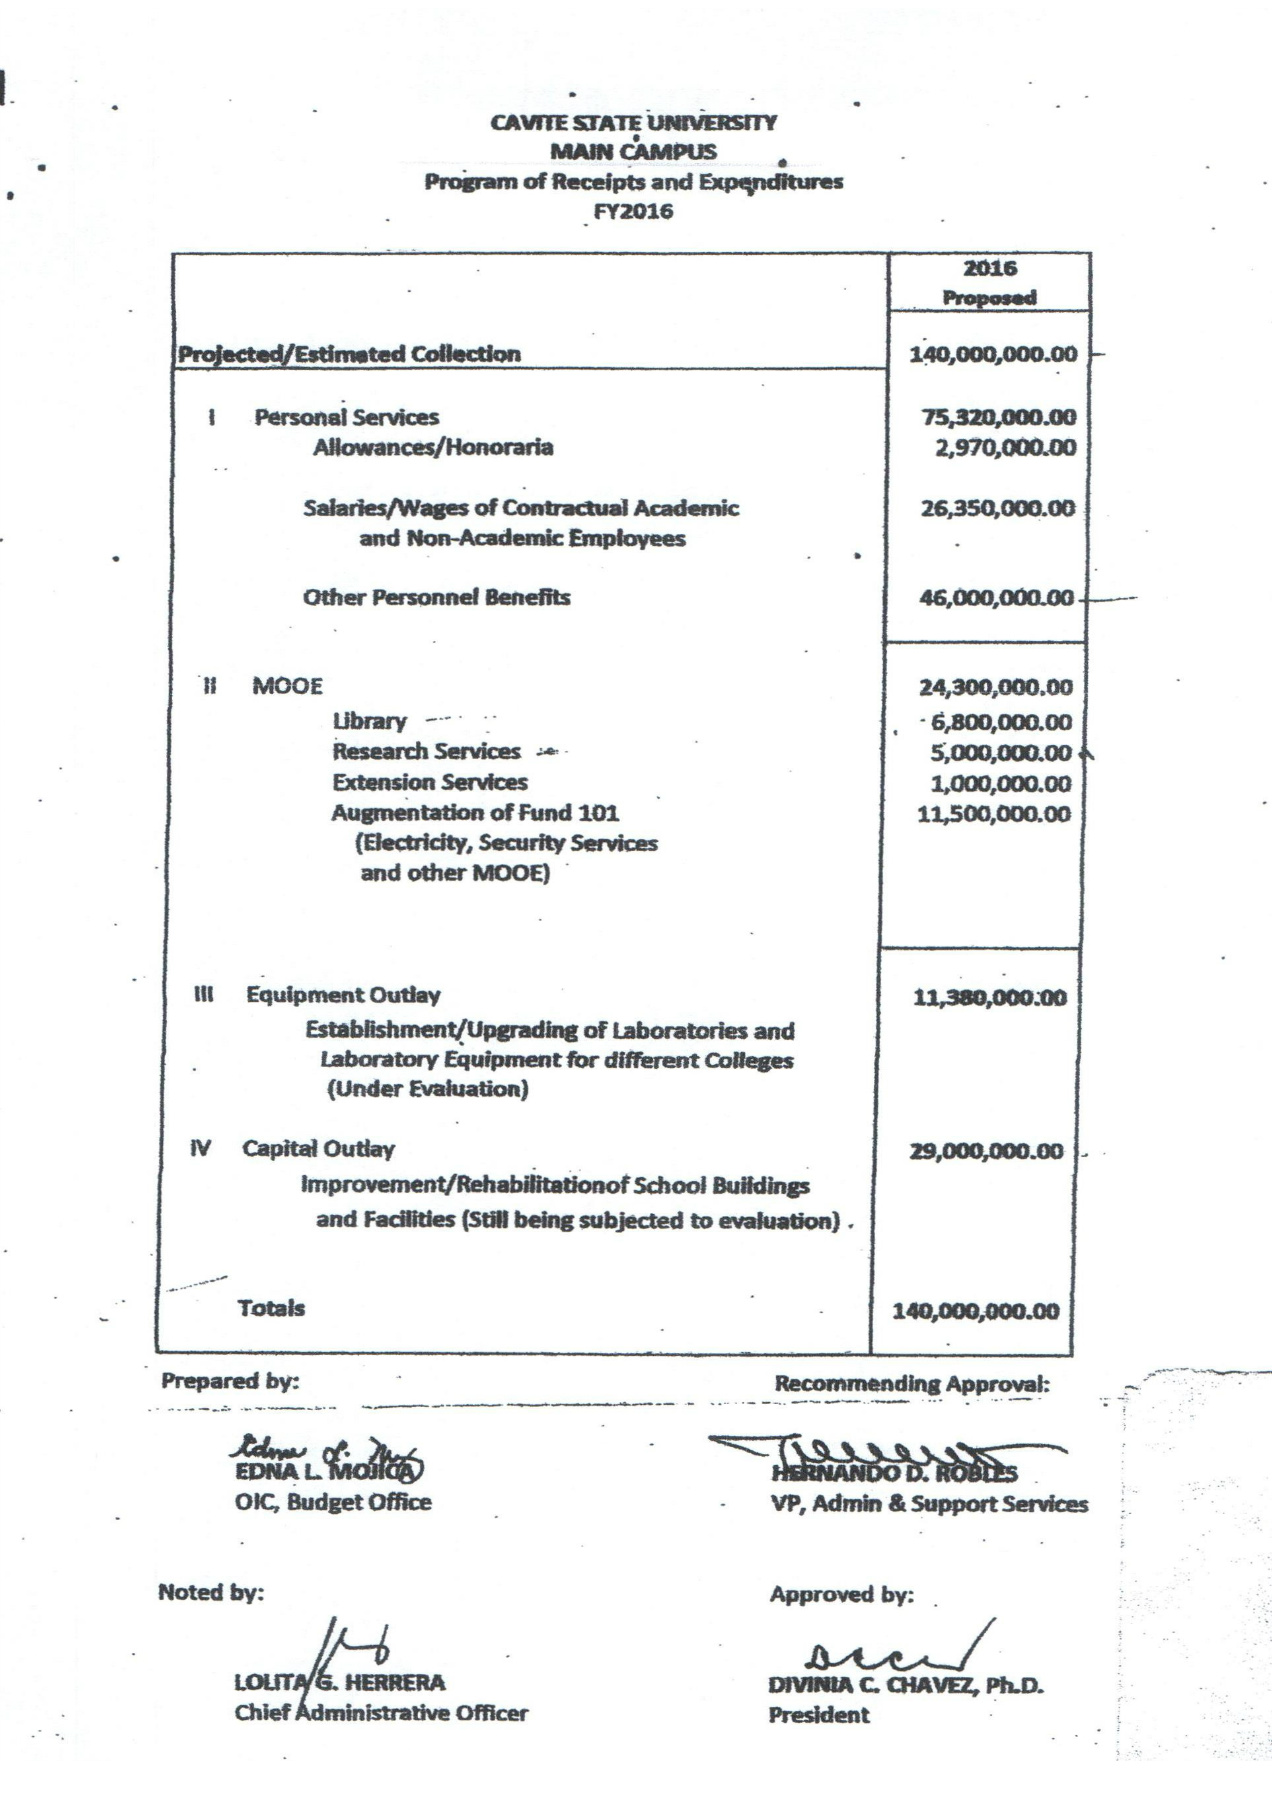 CAVITE STATE UNIVERSITY
MAIN CAMPUS
Program of Receipts and Expenditures
FY2016
2016
Proposed
Projected/Estimated Collection 140,000,000.00
I Personal Services 75,320,000.00
Allowances/Honoraria 2,970,000.00
Salaries/Wages of Contractual Academic 26,350,000.00
and Non-Academic Employees
Other Personnel Benefits 46,000,000.00
II MOOE 24,300,000.00
Library 6,800,000.00
Research Services 5,000,000.00
Extension Services 1,000,000.00
Augmentation of Fund 101 11,500,000.00
(Electricity, Security Services
and other MOOE)
III Equipment Outlay 11,380,000.00
Establishment/Upgrading of Laboratories and
Laboratory Equipment for different Colleges
(Under Evaluation)
IV Capital Outlay 29,000,000.00
Improvement/Rehabilitationof School Buildings
and Facilities (Still being subjected to evaluation) .
Totals 140,000,000.00
Prepared by: Recommending Approval:
EDNA L. MOJICA HERNANDO D. ROBLES
OIC, Budget Office VP, Admin & Support Services
Noted by: Approved by:
LOLITA G. HERRERA DIVINIA C. CHAVEZ, Ph.D.
Chief Administrative Officer President